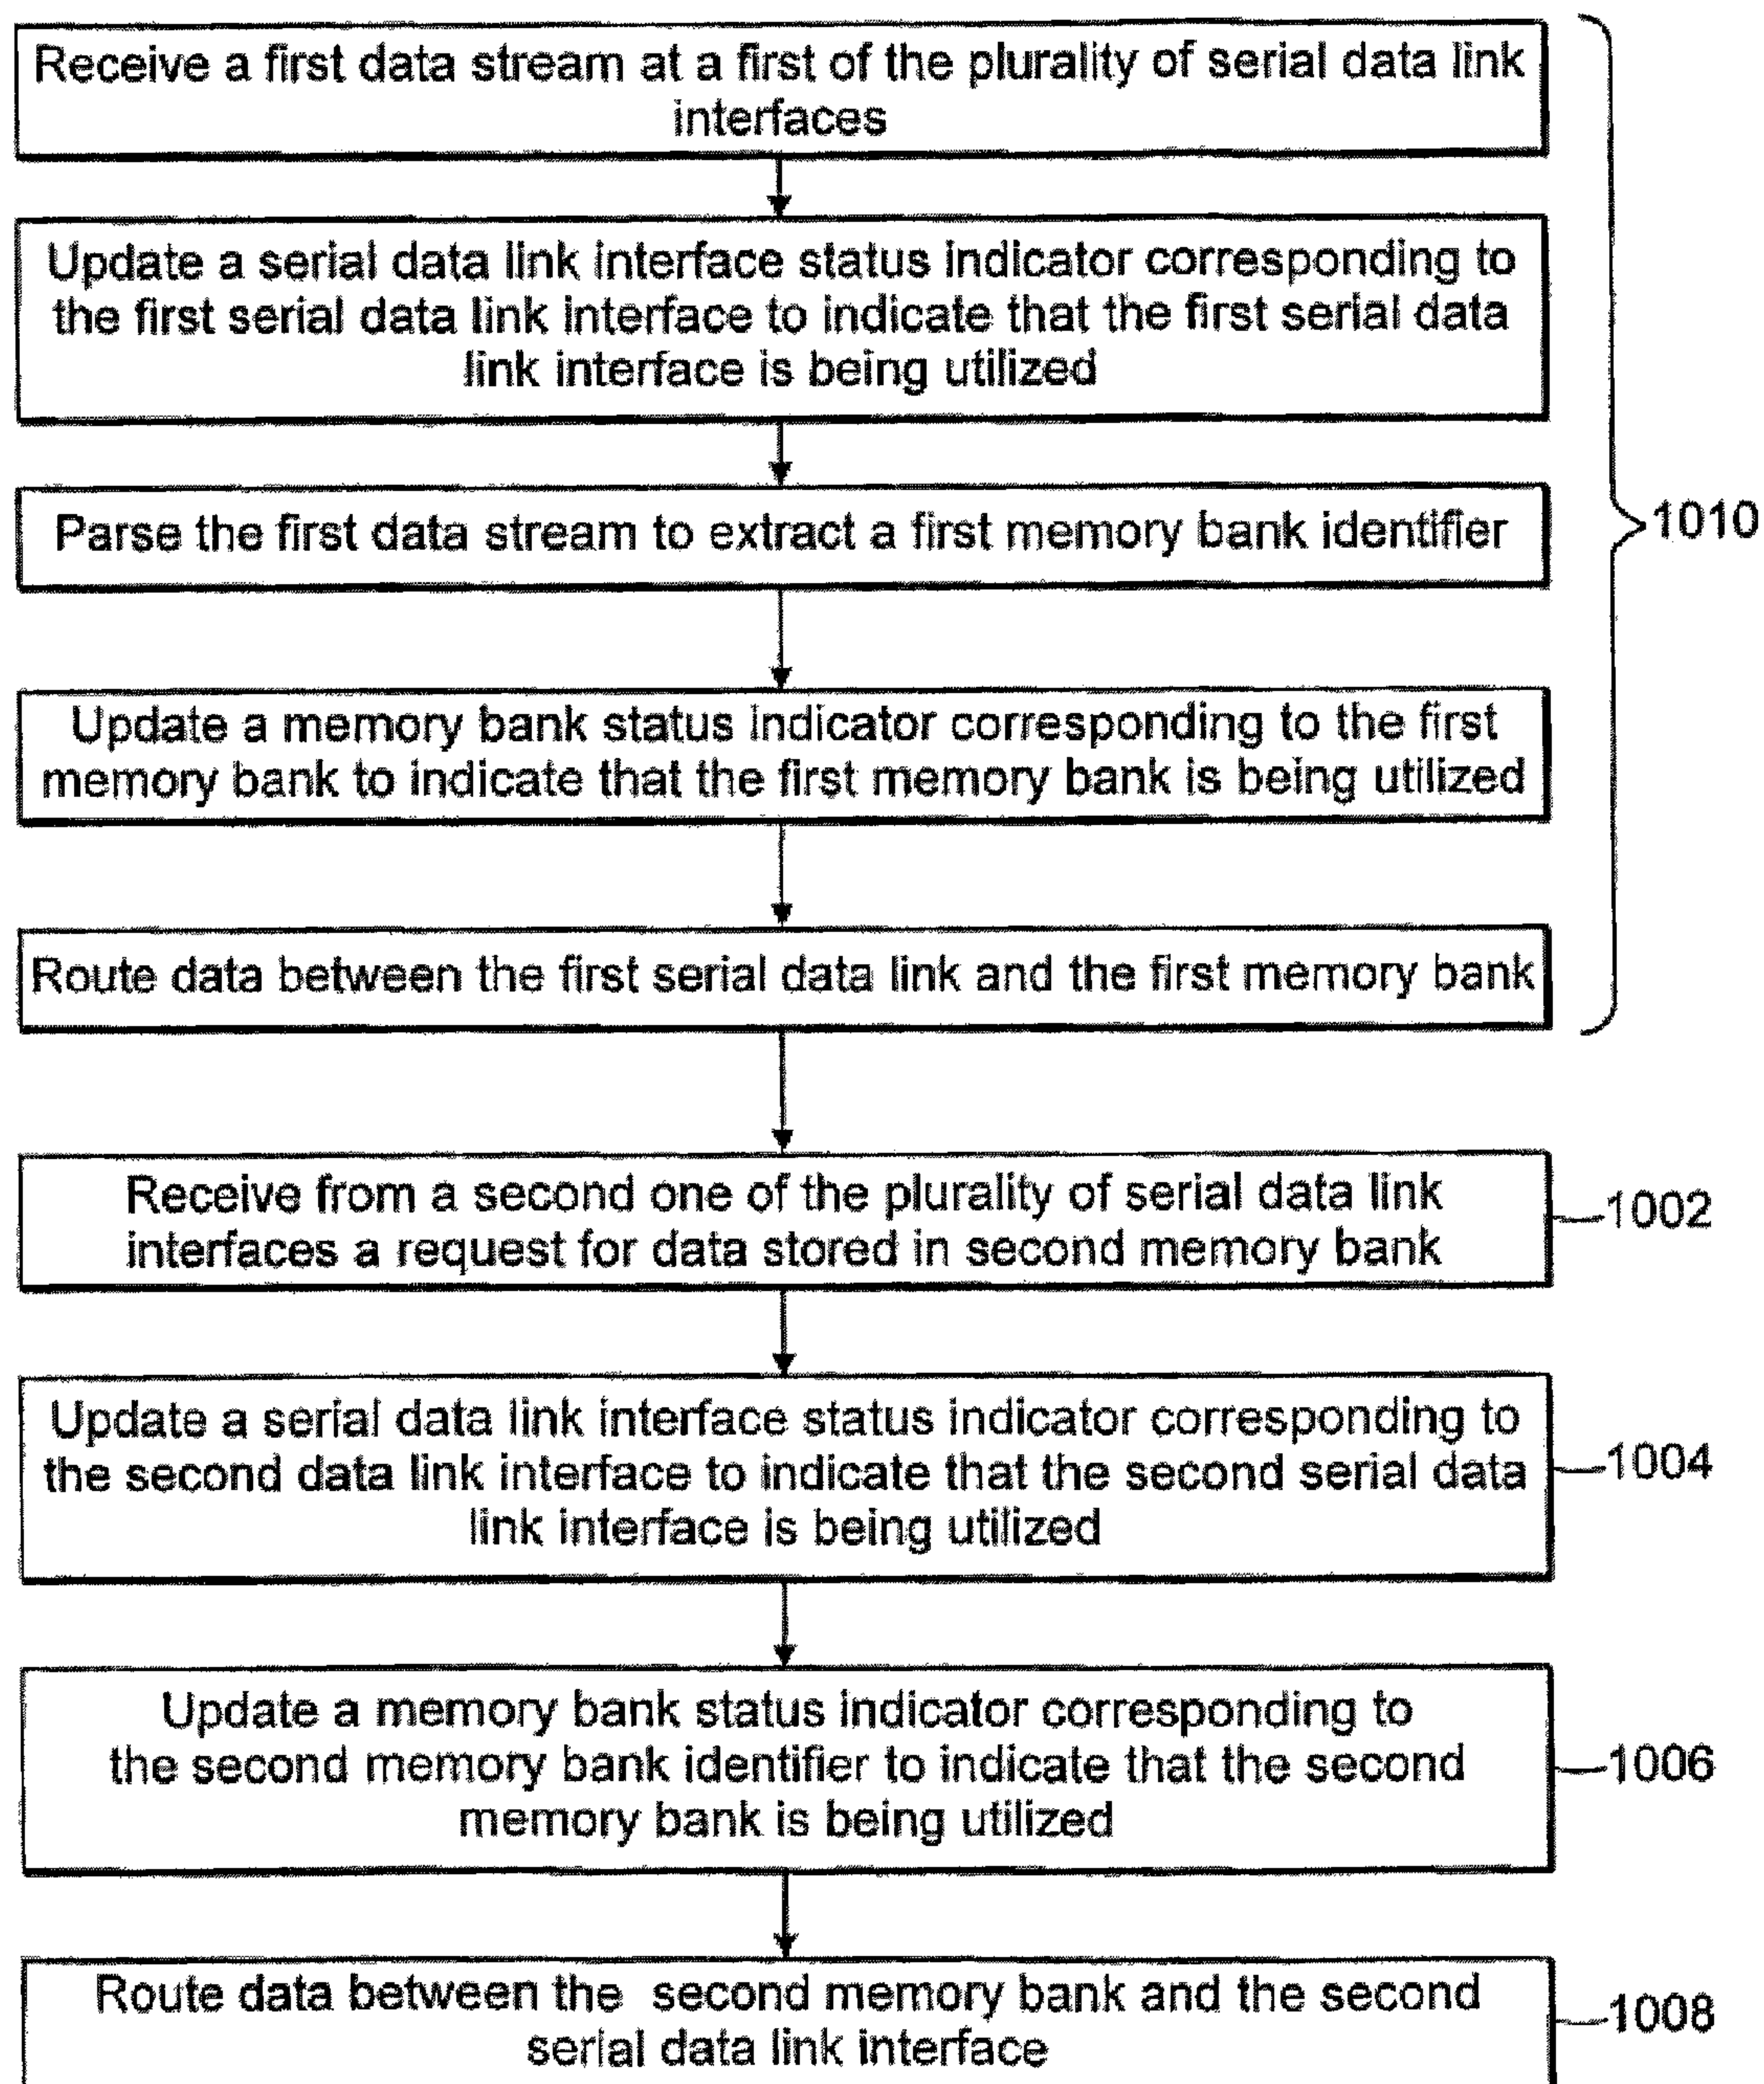 Receive a first data stream at a first of the plurality of serial data link
interfaces
Update a serial data link interface status indicator corresponding to
the first serial data link interface to indicate that the first serial data
link interface is being utilized
Parse the first data stream to extract a first memory bank identifier
1010
Update a memory bank status indicator corresponding to the first
memory bank to indicate that the first memory bank is being utilized
Route data between the first serial data link and the first memory bank
Receive from a second one of the plurality of serial data link
interfaces a request for data stored in second memory bank
1002
Update a serial data link interface status indicator corresponding to
the second data link interface to indicate that the second serial data
link interface is being utilized
1004
Update a memory bank status indicator corresponding to
the second memory bank identifier to indicate that the second
memory bank is being utilized
1006
Route data between the second memory bank and the second
serial data link interface
1008